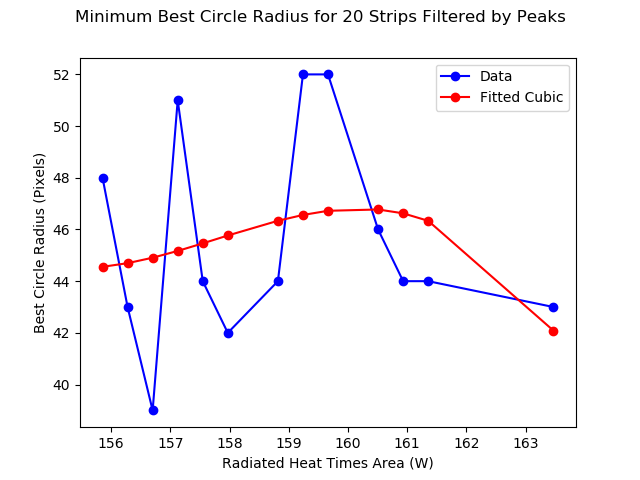 Minimum Best Circle Radius for 20 Strips Filtered by Peaks
Data
Fitted Cubic
52
50
48
46
44
42
40
Best Circle Radius (Pixels)
156 157 158 159 160 161 162 163
Radiated Heat Times Area (W)